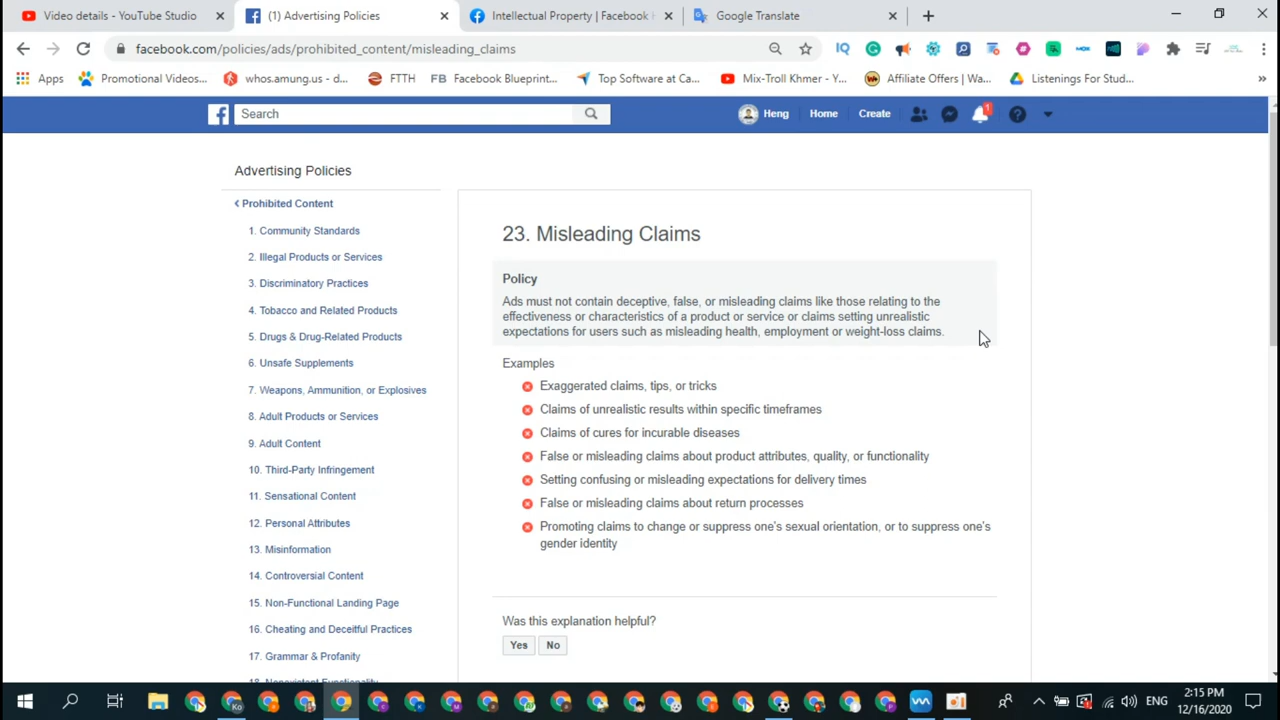 Video details - YouTube Studio
(1) Advertising Policies
Intellectual Property | Facebook
Google Translate
facebook.com/policies/ads/prohibited_content/misleading_claims
Apps
Promotional Videos...
whos.amung.us - d...
FTTH
FB Facebook Blueprint...
Top Software at Ca...
Mix-Troll Khmer - Y...
Affiliate Offers | Wa...
Listenings For Stud...
Search
Heng
Home
Create
1
Advertising Policies
Prohibited Content
1. Community Standards
2. Illegal Products or Services
3. Discriminatory Practices
4. Tobacco and Related Products
5. Drugs & Drug-Related Products
6. Unsafe Supplements
7. Weapons, Ammunition, or Explosives
8. Adult Products or Services
9. Adult Content
10. Third-Party Infringement
11. Sensational Content
12. Personal Attributes
13. Misinformation
14. Controversial Content
15. Non-Functional Landing Page
16. Cheating and Deceitful Practices
17. Grammar & Profanity
18. Nonexistent Functionality
23. Misleading Claims
Policy
Ads must not contain deceptive, false, or misleading claims like those relating to the
effectiveness or characteristics of a product or service or claims setting unrealistic
expectations for users such as misleading health, employment or weight-loss claims.
Examples
Exaggerated claims, tips, or tricks
Claims of unrealistic results within specific timeframes
Claims of cures for incurable diseases
False or misleading claims about product attributes, quality, or functionality
Setting confusing or misleading expectations for delivery times
False or misleading claims about return processes
Promoting claims to change or suppress one's sexual orientation, or to suppress one's
gender identity
Was this explanation helpful?
Yes
No
ENG
2:15 PM
12/16/2020